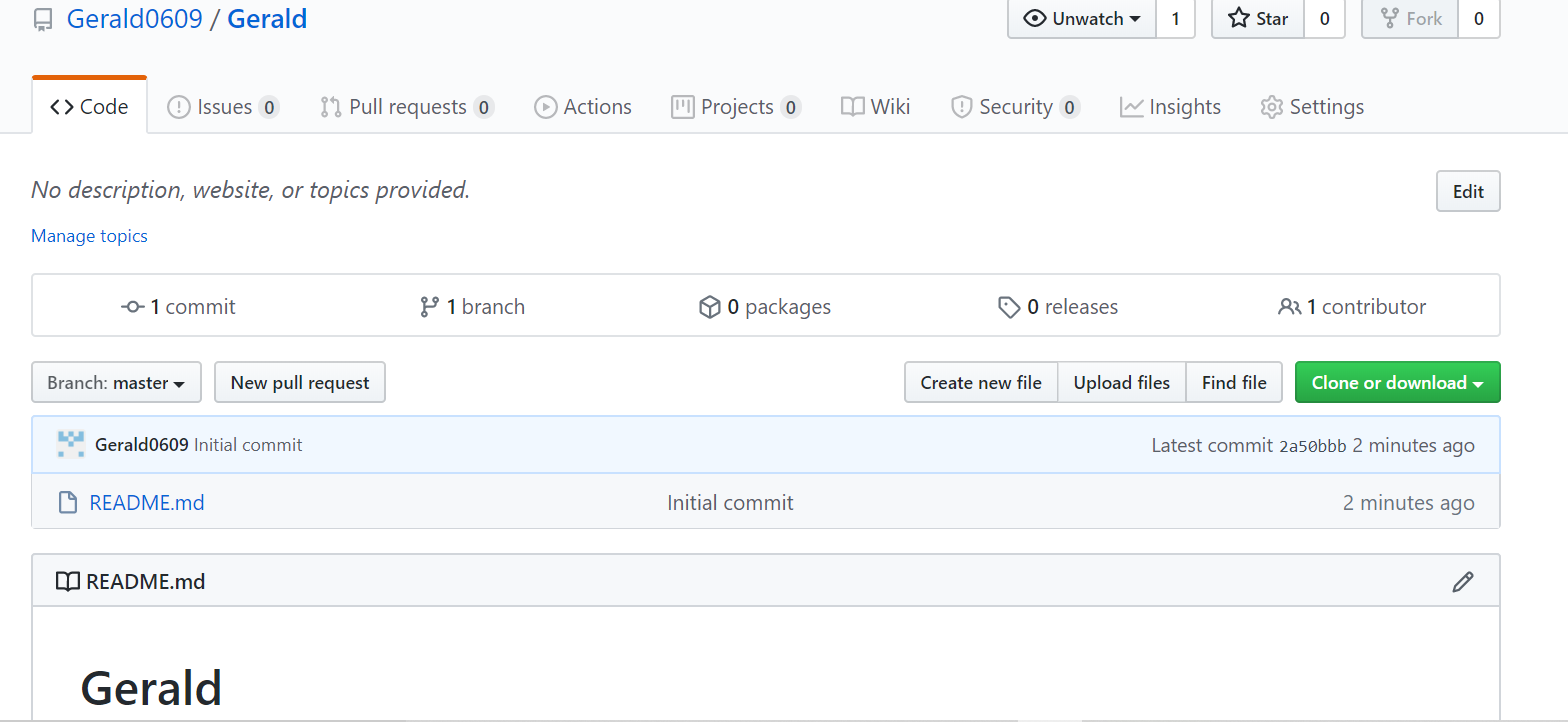 Gerald0609 / Gerald Unwatch 1 Star 0 Fork 0
Code Issues 0 Pull requests 0 Actions Projects 0 Wiki Security 0 Insights Settings
No description, website, or topics provided. Edit
Manage topics
1 commit 1 branch 0 packages 0 releases 1 contributor
Branch: master New pull request Create new file Upload files Find file Clone or download
Gerald0609 Initial commit Latest commit 2a50bbb 2 minutes ago
README.md Initial commit 2 minutes ago
README.md
Gerald